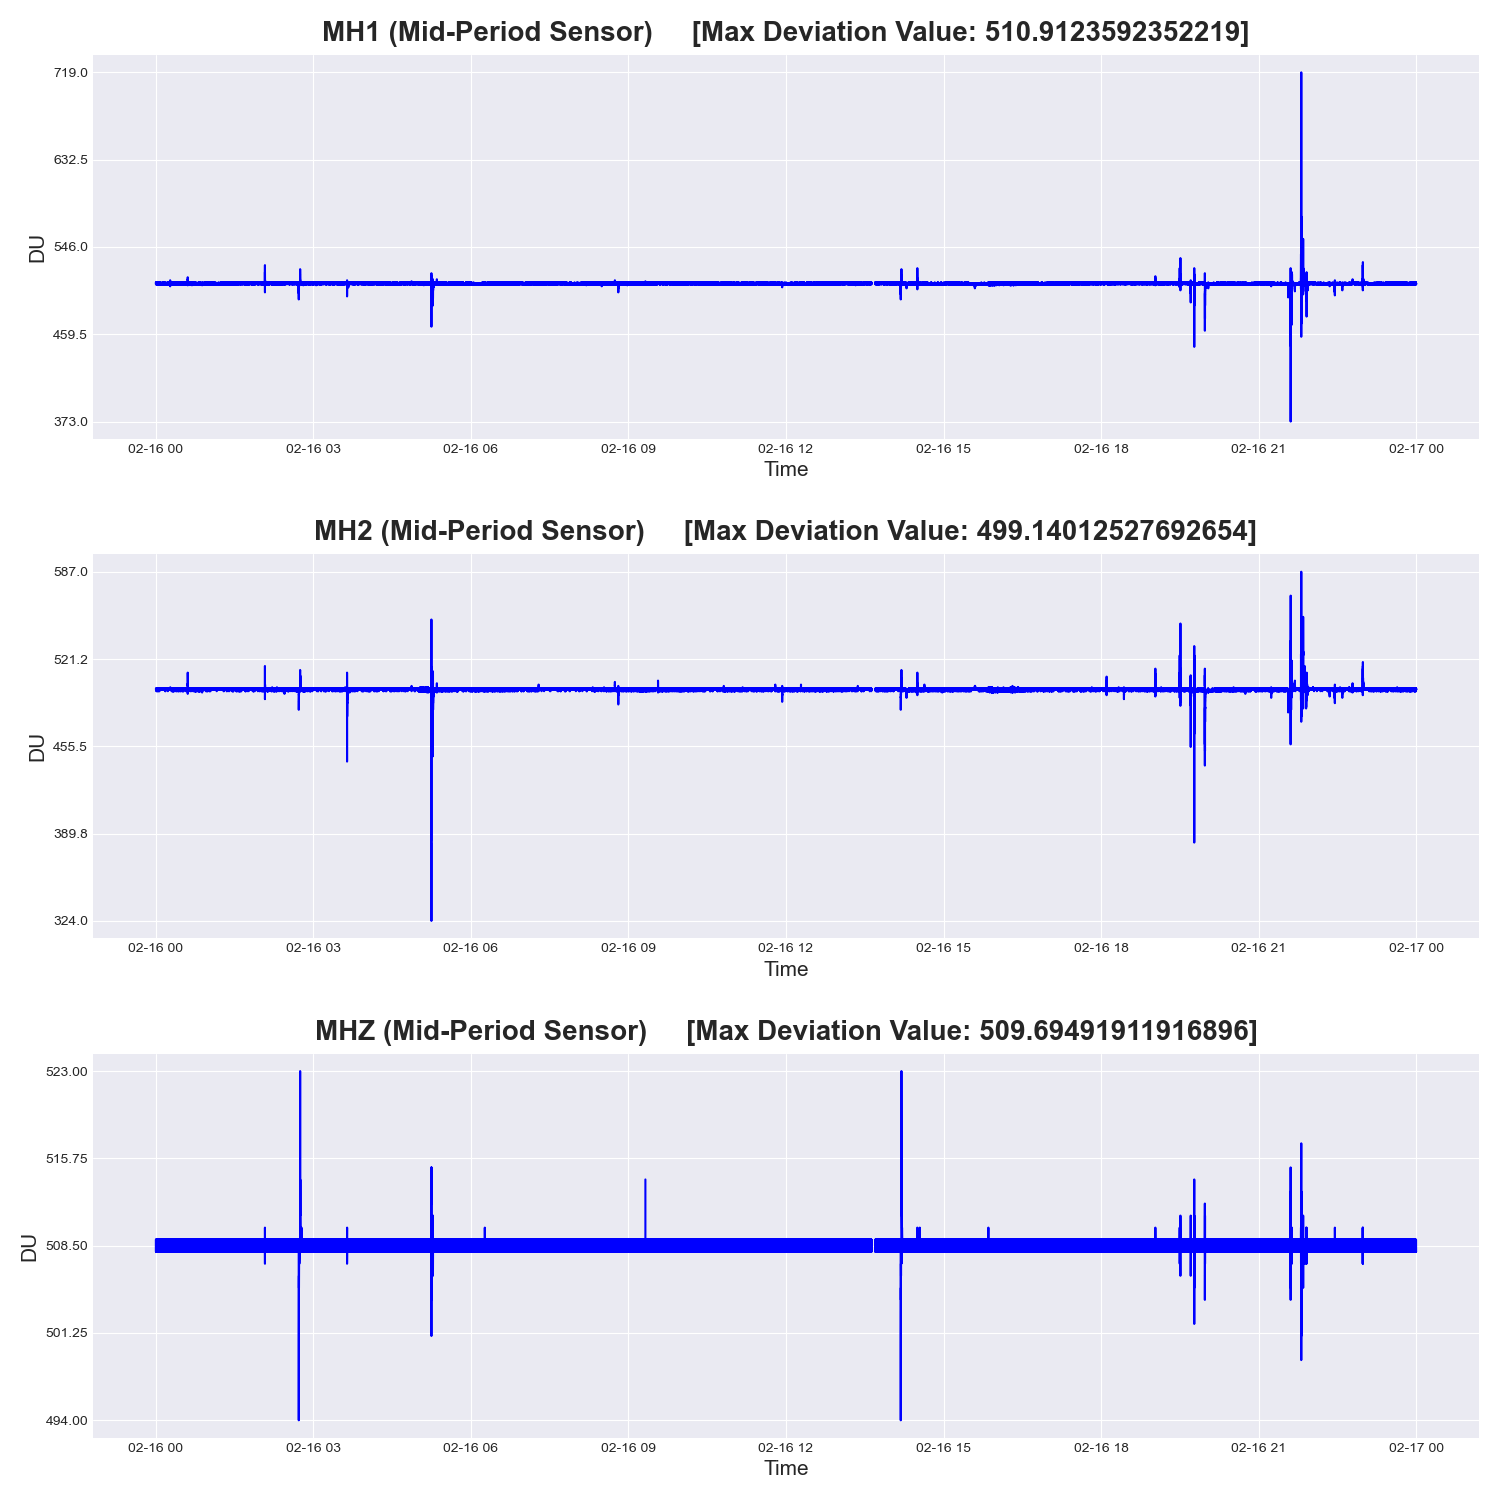 MH1 (Mid-Period Sensor) [Max Deviation Value: 510.9123592352219]
719.0
632.5
546.0
459.5
373.0
DU
02-16 00 02-16 03 02-16 06 02-16 09 02-16 12 02-16 15 02-16 18 02-16 21 02-17 00
Time
MH2 (Mid-Period Sensor) [Max Deviation Value: 499.14012527692654]
587.0
521.2
455.5
389.8
324.0
DU
02-16 00 02-16 03 02-16 06 02-16 09 02-16 12 02-16 15 02-16 18 02-16 21 02-17 00
Time
MHZ (Mid-Period Sensor) [Max Deviation Value: 509.69491911916896]
523.00
515.75
508.50
501.25
494.00
DU
02-16 00 02-16 03 02-16 06 02-16 09 02-16 12 02-16 15 02-16 18 02-16 21 02-17 00
Time